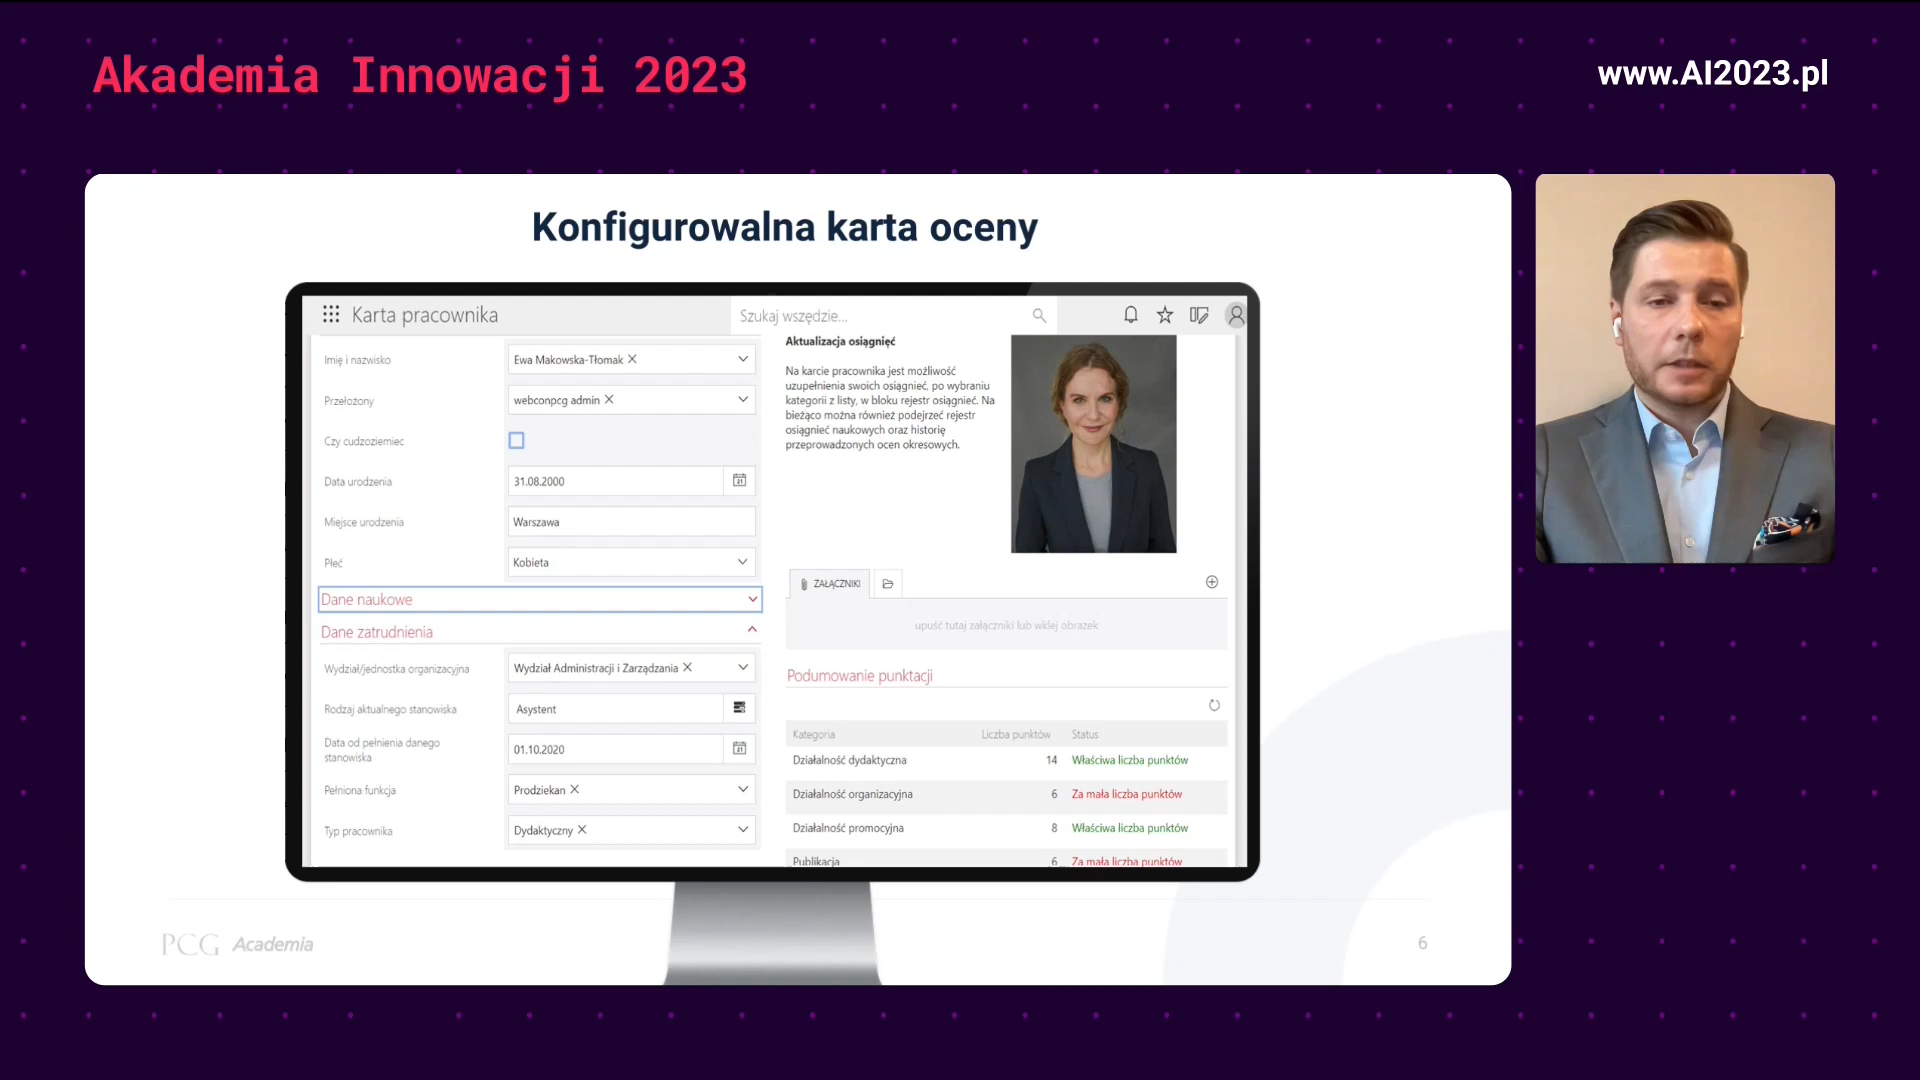 Akademia Innowacji 2023
www.AI2023.pl
Konfigurowalna karta oceny
Karta pracownika
Szukaj wszędzie...
Imię i nazwisko
Ewa Makowska-Tłomak
Przełożony
webconpcg admin
Czy cudzoziemiec
Data urodzenia
31.08.2000
Miejsce urodzenia
Warszawa
Płeć
Kobieta
Dane naukowe
Dane zatrudnienia
Wydział/jednostka organizacyjna
Wydział Administracji i Zarządzania
Rodzaj aktualnego stanowiska
Asystent
Data od pełnienia danego
stanowiska
01.10.2020
Pełniona funkcja
Prodziekan
Typ pracownika
Dydaktyczny
Aktualizacja osiągnięć
Na karcie pracownika jest możliwość
uzupełnienia swoich osiągnięć, po wybraniu
kategorii z listy, w bloku rejestr osiągnięć. Na
bieżąco można również podejrzeć rejestr
osiągnięć naukowych oraz historię
przeprowadzonych ocen okresowych.
ZAŁĄCZNIKI
upuść tutaj załączniki lub wklej obrazek
Podumowanie punktacji
Kategoria Liczba punktów Status
Działalność dydaktyczna 14 Właściwa liczba punktów
Działalność organizacyjna 6 Za mała liczba punktów
Działalność promocyjna 8 Właściwa liczba punktów
Publikacja 6 Za mała liczba punktów
PCG Academia
6